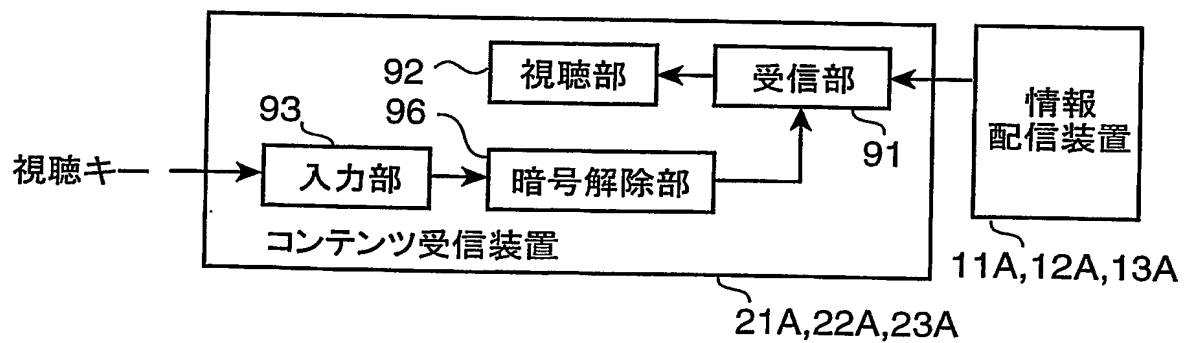 92
視聴部
受信部
91
情報
配信装置
11A,12A,13A
視聴キー
93
入力部
96
暗号解除部
コンテンツ受信装置
21A,22A,23A